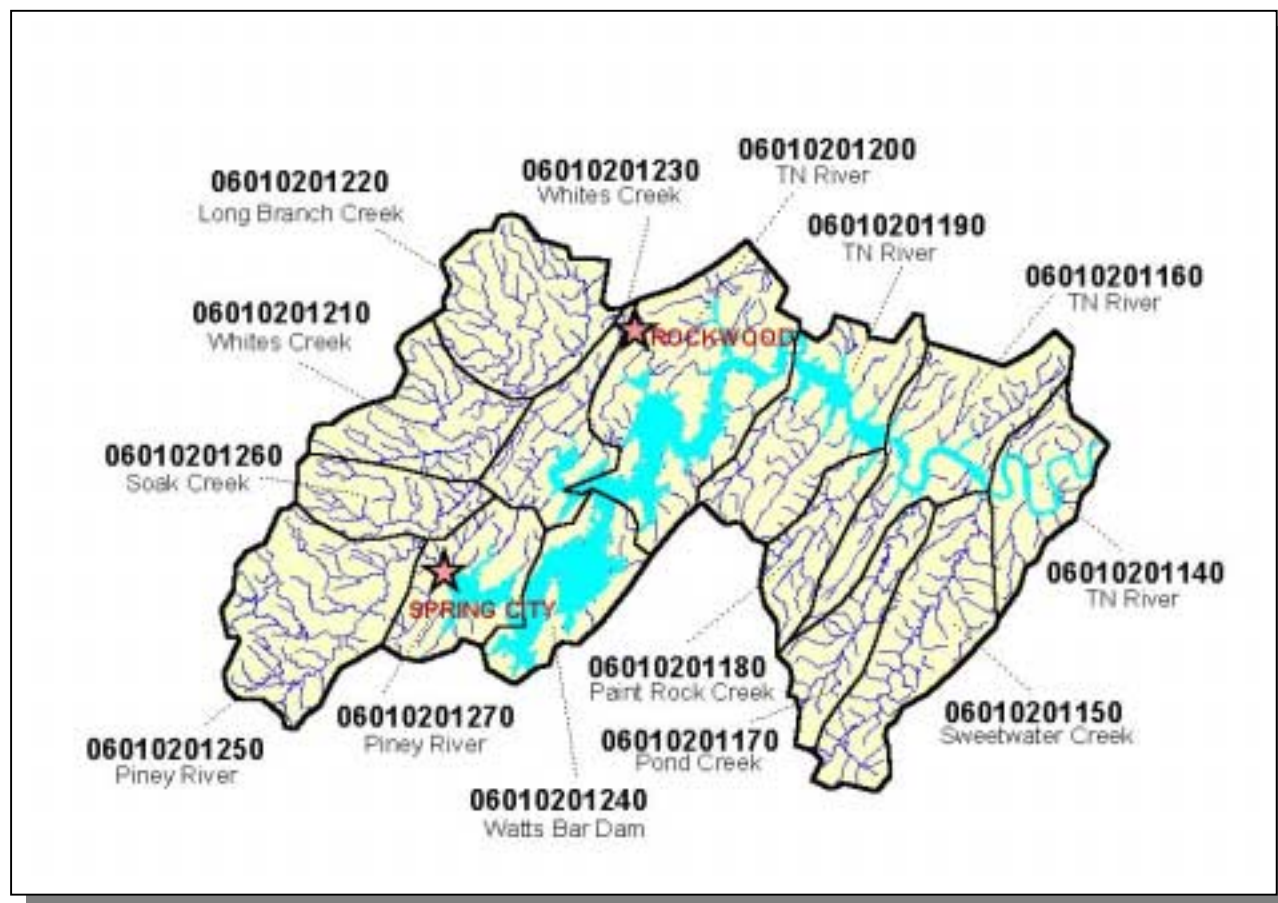 06010201200
TN River
06010201230
Whites Creek
06010201220
Long Branch Creek
06010201190
TN River
06010201160
TN River
06010201210
Whites Creek
ROCKWOOD
06010201260
Soak Creek
06010201140
TN River
SPRING CITY
06010201180
Paint Rock Creek
06010201270
Piney River
06010201150
Sweetwater Creek
06010201170
Pond Creek
06010201250
Piney River
06010201240
Watts Bar Dam